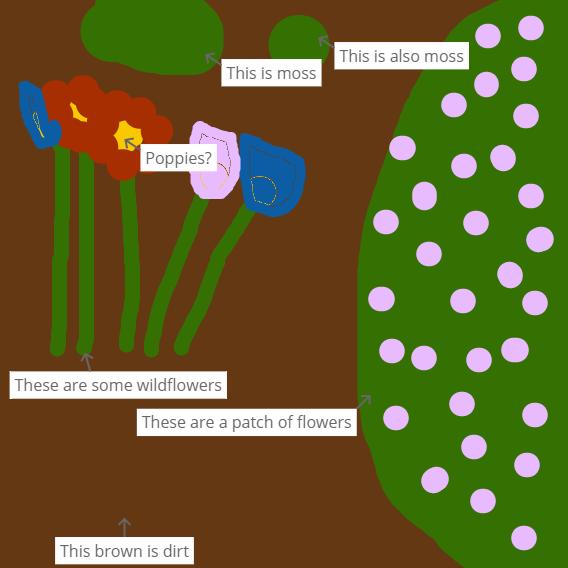 This is also moss
This is moss
Poppies?
These are some wildflowers
These are a patch of flowers
This brown is dirt